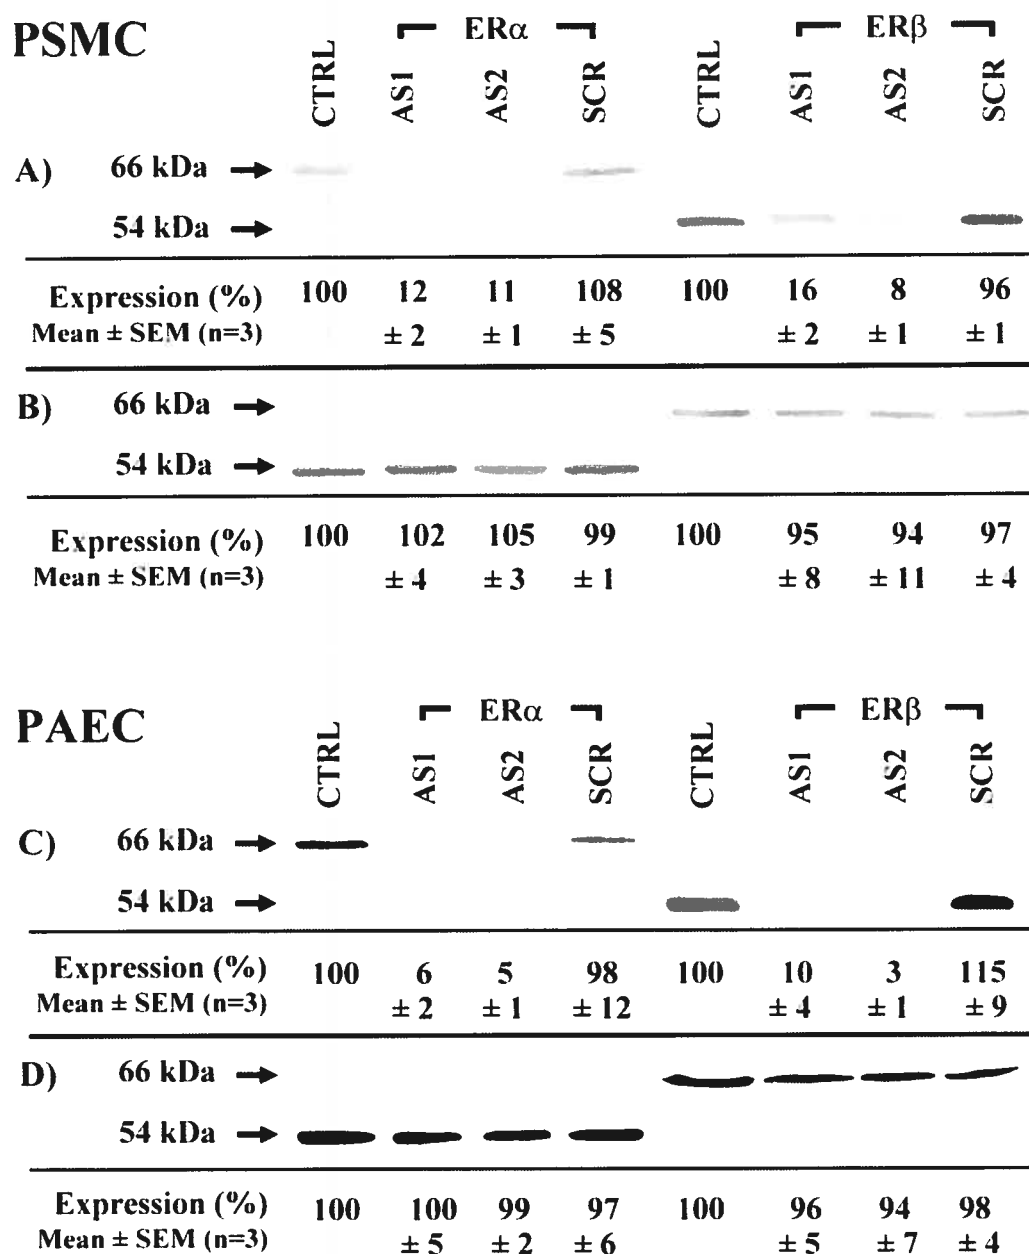 PSMC
ERα ERβ
CTRL AS1 AS2 SCR CTRL AS1 AS2 SCR
A) 66 kDa
54 kDa
Expression (%) 100 12 11 108 100 16 8 96
Mean ± SEM (n=3) ± 2 ± 1 ± 5 ± 2 ± 1 ± 1
B) 66 kDa
54 kDa
Expression (%) 100 102 105 99 100 95 94 97
Mean ± SEM (n=3) ± 4 ± 3 ± 1 ± 8 ± 11 ± 4
PAEC
ERα ERβ
CTRL AS1 AS2 SCR CTRL AS1 AS2 SCR
C) 66 kDa
54 kDa
Expression (%) 100 6 5 98 100 10 3 115
Mean ± SEM (n=3) ± 2 ± 1 ± 12 ± 4 ± 1 ± 9
D) 66 kDa
54 kDa
Expression (%) 100 100 99 97 100 96 94 98
Mean ± SEM (n=3) ± 5 ± 2 ± 6 ± 5 ± 7 ± 4